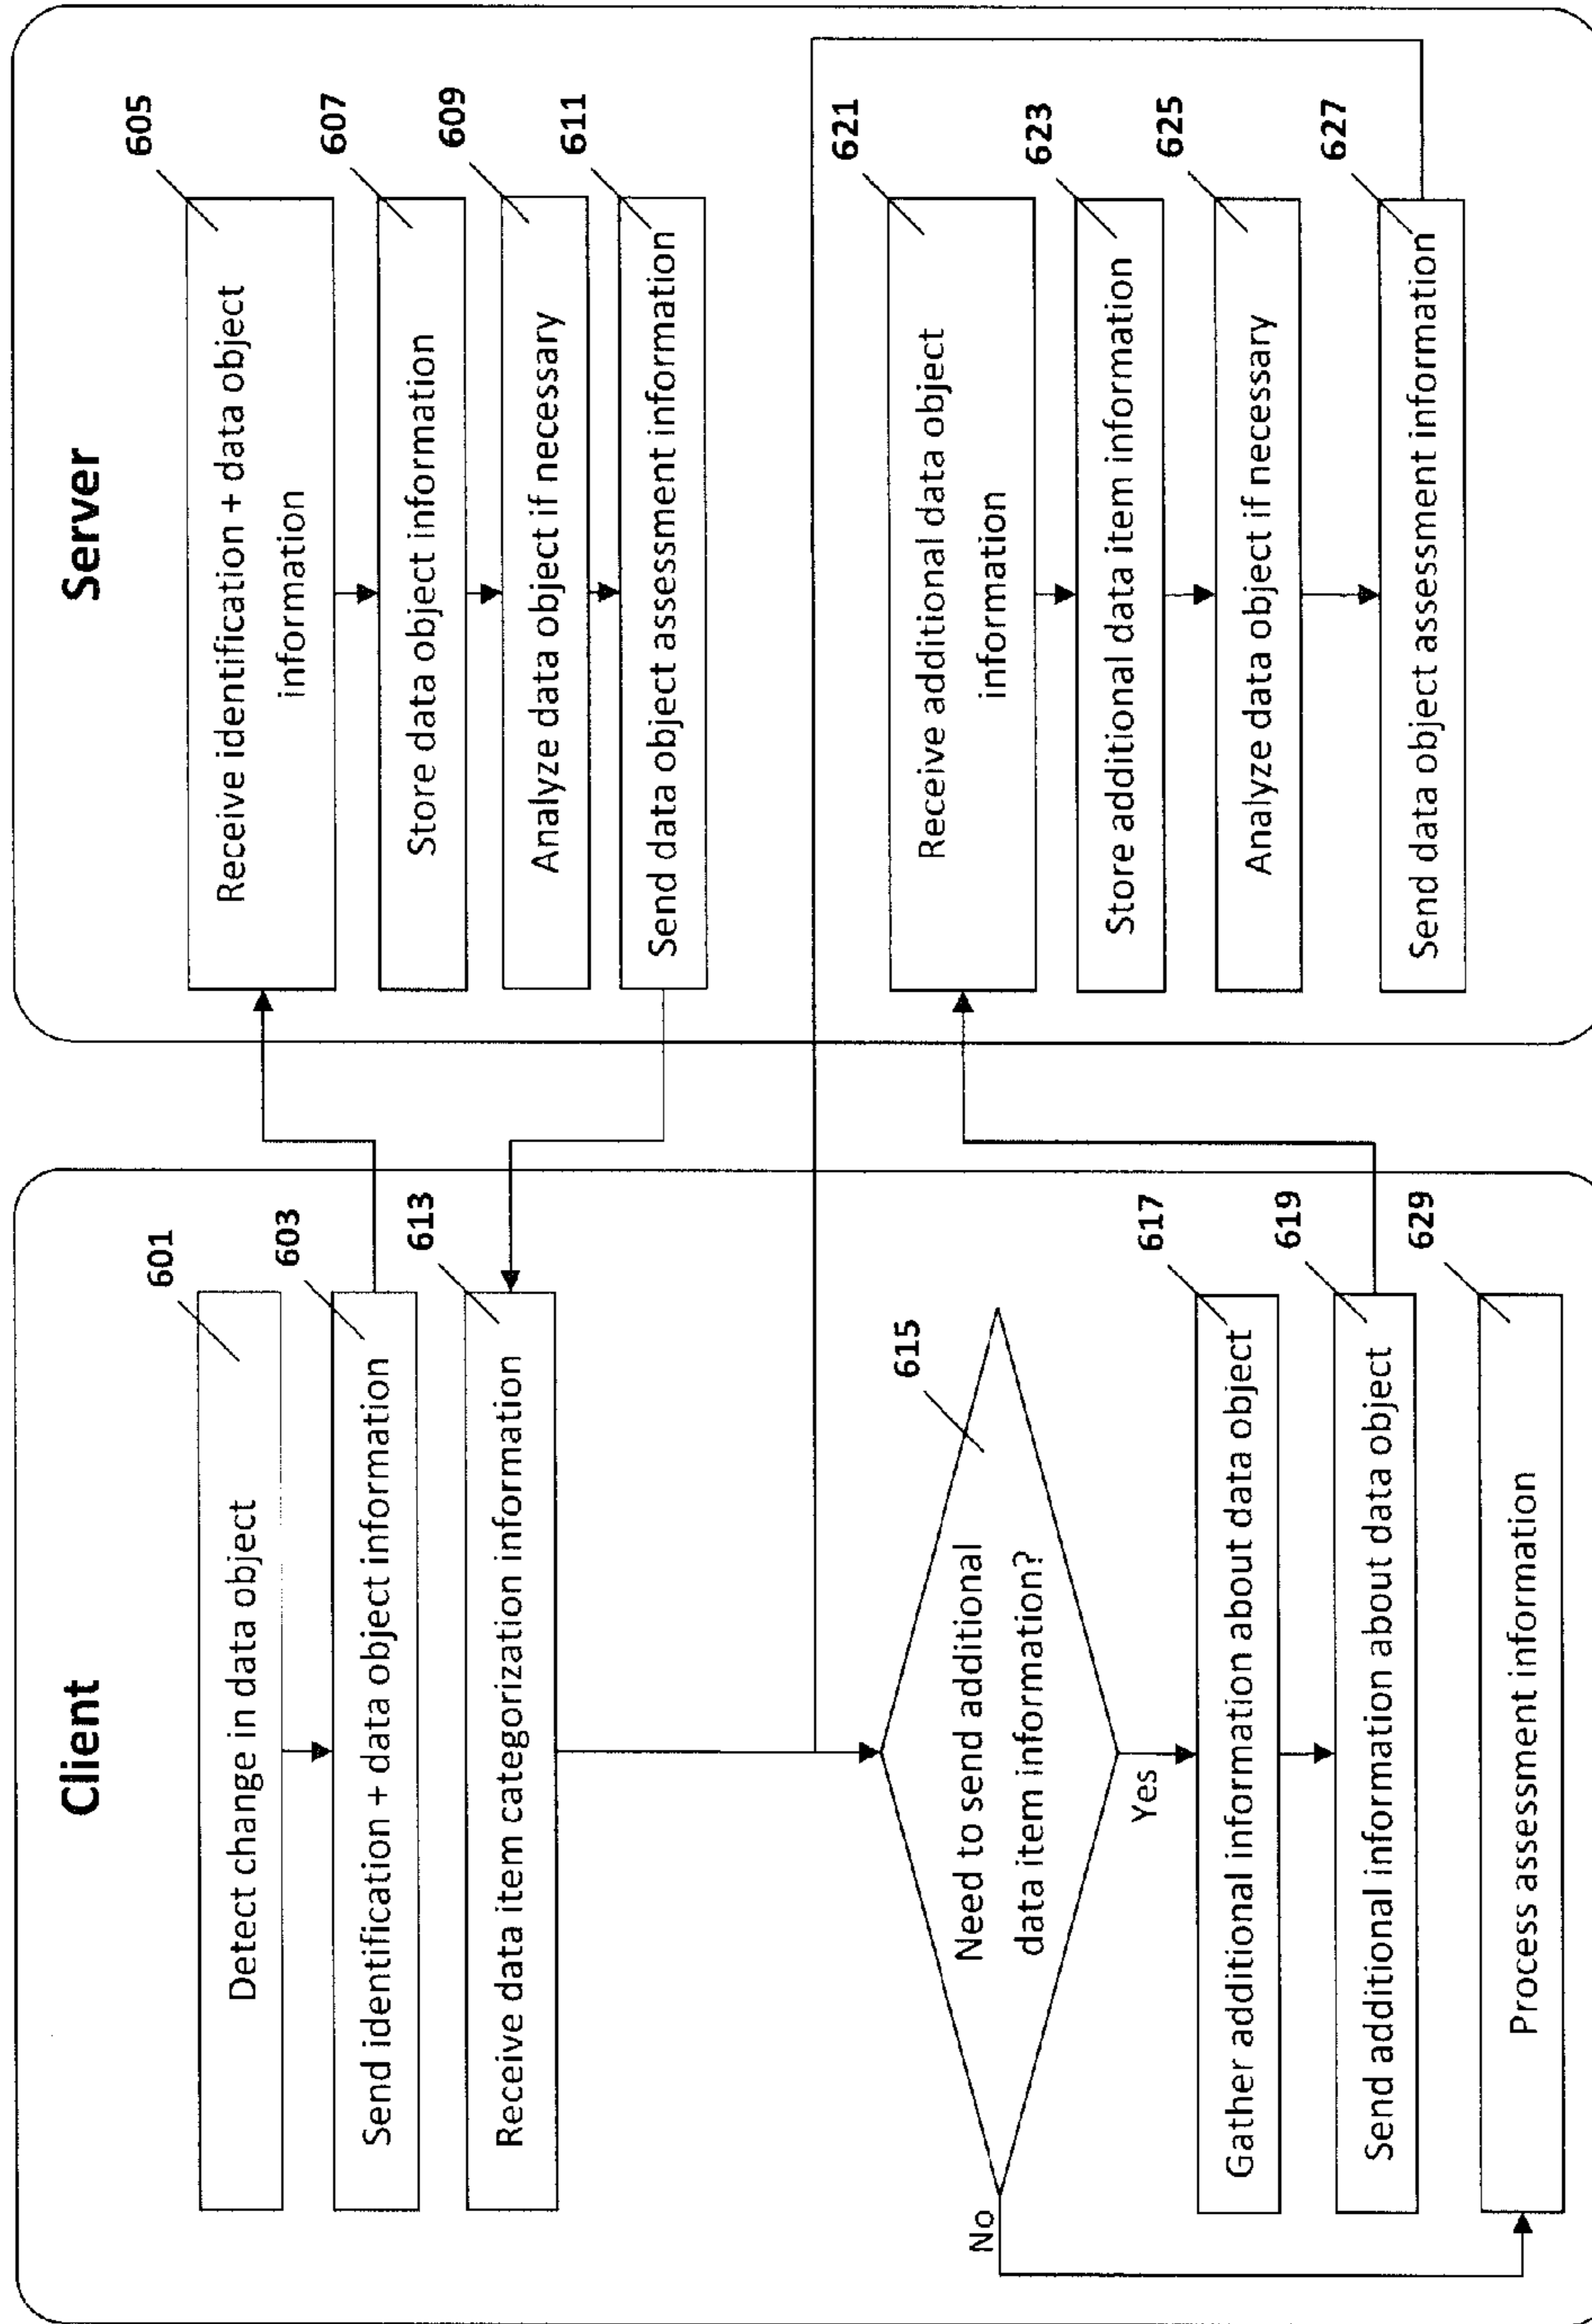 Client
Detect change in data object
601
Send identification + data object information
603
Receive data item categorization information
613
Need to send additional
data item information?
615
Yes
No
Gather additional information about data object
617
Send additional information about data object
619
Process assessment information
629
Server
Receive identification + data object
information
605
Store data object information
607
Analyze data object if necessary
609
Send data object assessment information
611
Receive additional data object
information
621
Store additional data item information
623
Analyze data object if necessary
625
Send data object assessment information
627